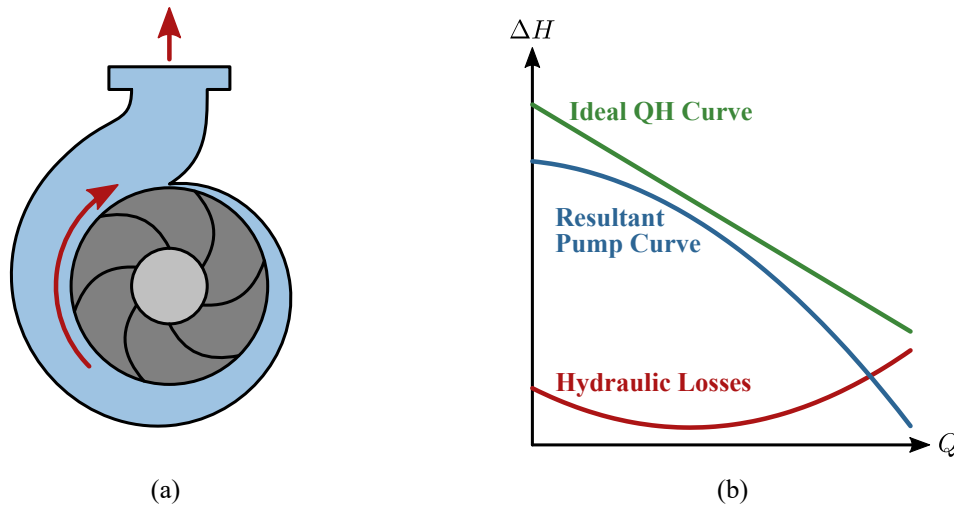 ΔH
Ideal QH Curve
Resultant
Pump Curve
Hydraulic Losses
Q
(a)
(b)